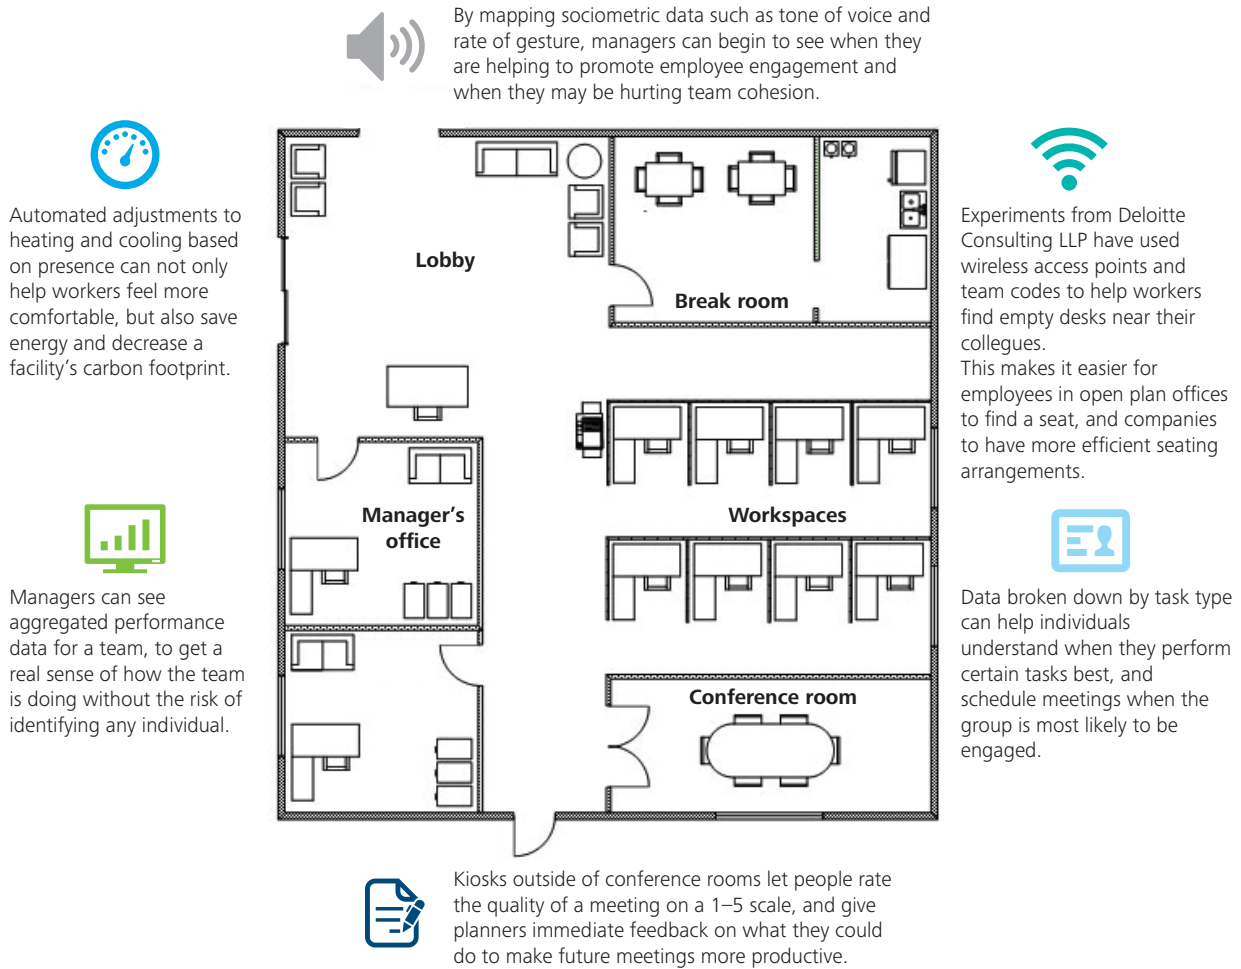 By mapping sociometric data such as tone of voice and
rate of gesture, managers can begin to see when they
are helping to promote employee engagement and
when they may be hurting team cohesion.
Automated adjustments to
heating and cooling based
on presence can not only
help workers feel more
comfortable, but also save
energy and decrease a
facility’s carbon footprint.
Managers can see
aggregated performance
data for a team, to get a
real sense of how the team
is doing without the risk of
identifying any individual.
Lobby
Break room
Manager’s
office
Workspaces
Conference room
Experiments from Deloitte
Consulting LLP have used
wireless access points and
team codes to help workers
find empty desks near their
collegues.
This makes it easier for
employees in open plan offices
to find a seat, and companies
to have more efficient seating
arrangements.
Data broken down by task type
can help individuals
understand when they perform
certain tasks best, and
schedule meetings when the
group is most likely to be
engaged.
Kiosks outside of conference rooms let people rate
the quality of a meeting on a 1–5 scale, and give
planners immediate feedback on what they could
do to make future meetings more productive.